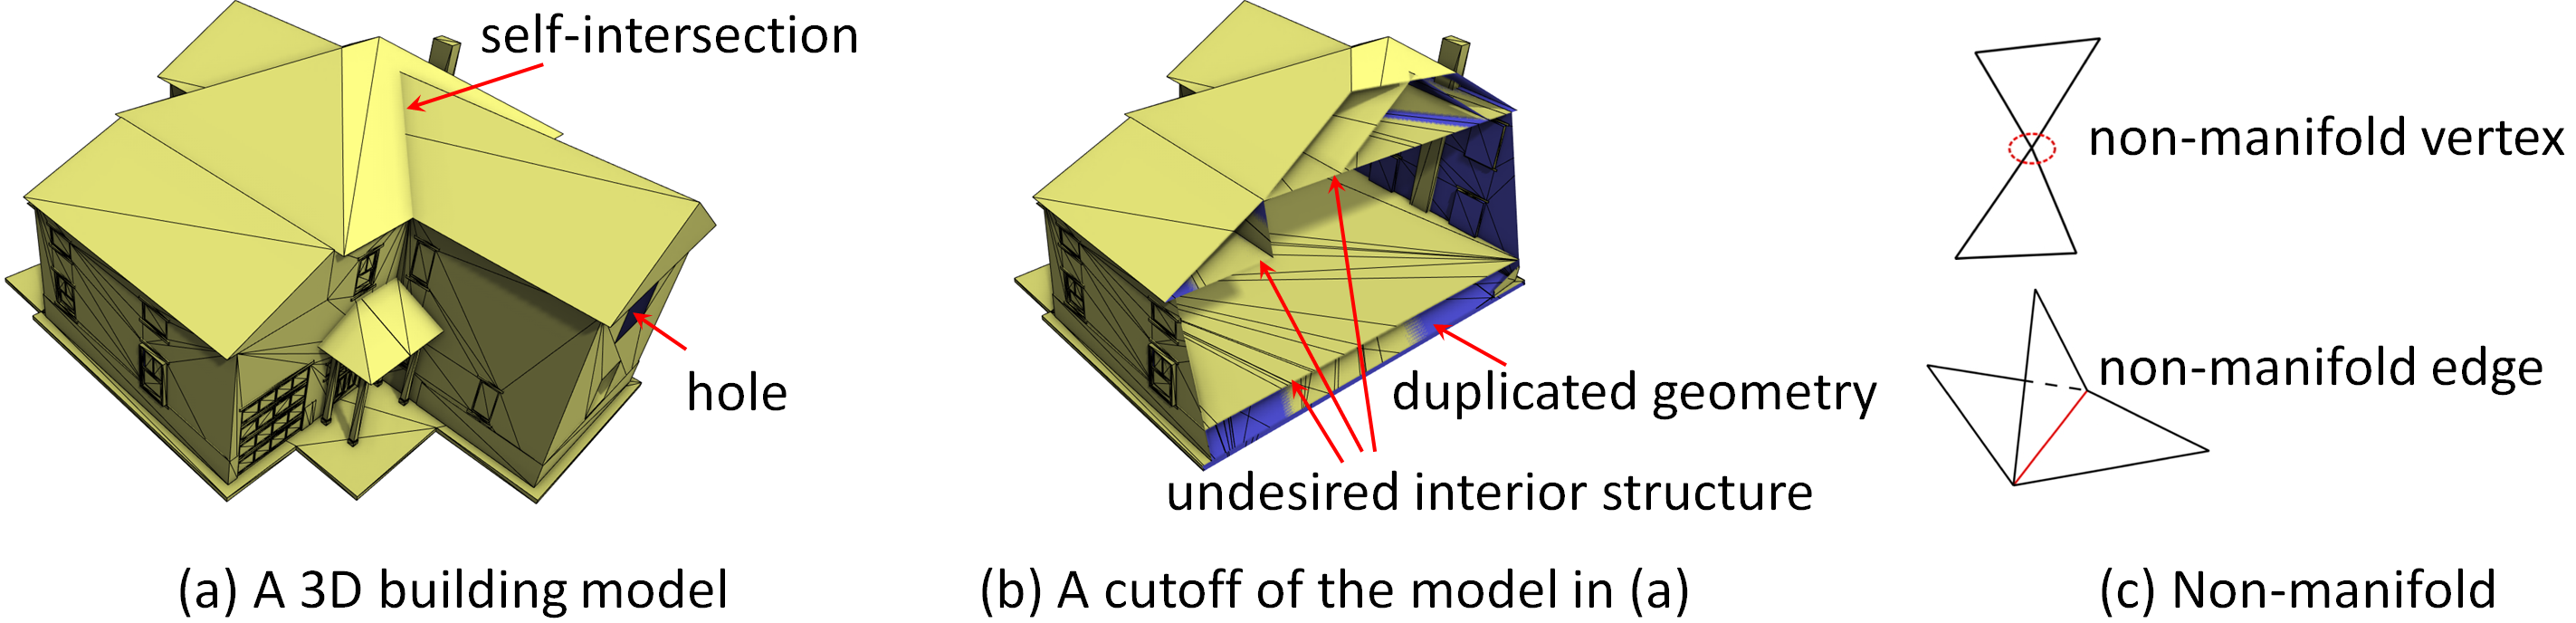 self-intersection
hole
(a) A 3D building model
duplicated geometry
undesired interior structure
(b) A cutoff of the model in (a)
non-manifold vertex
non-manifold edge
(c) Non-manifold